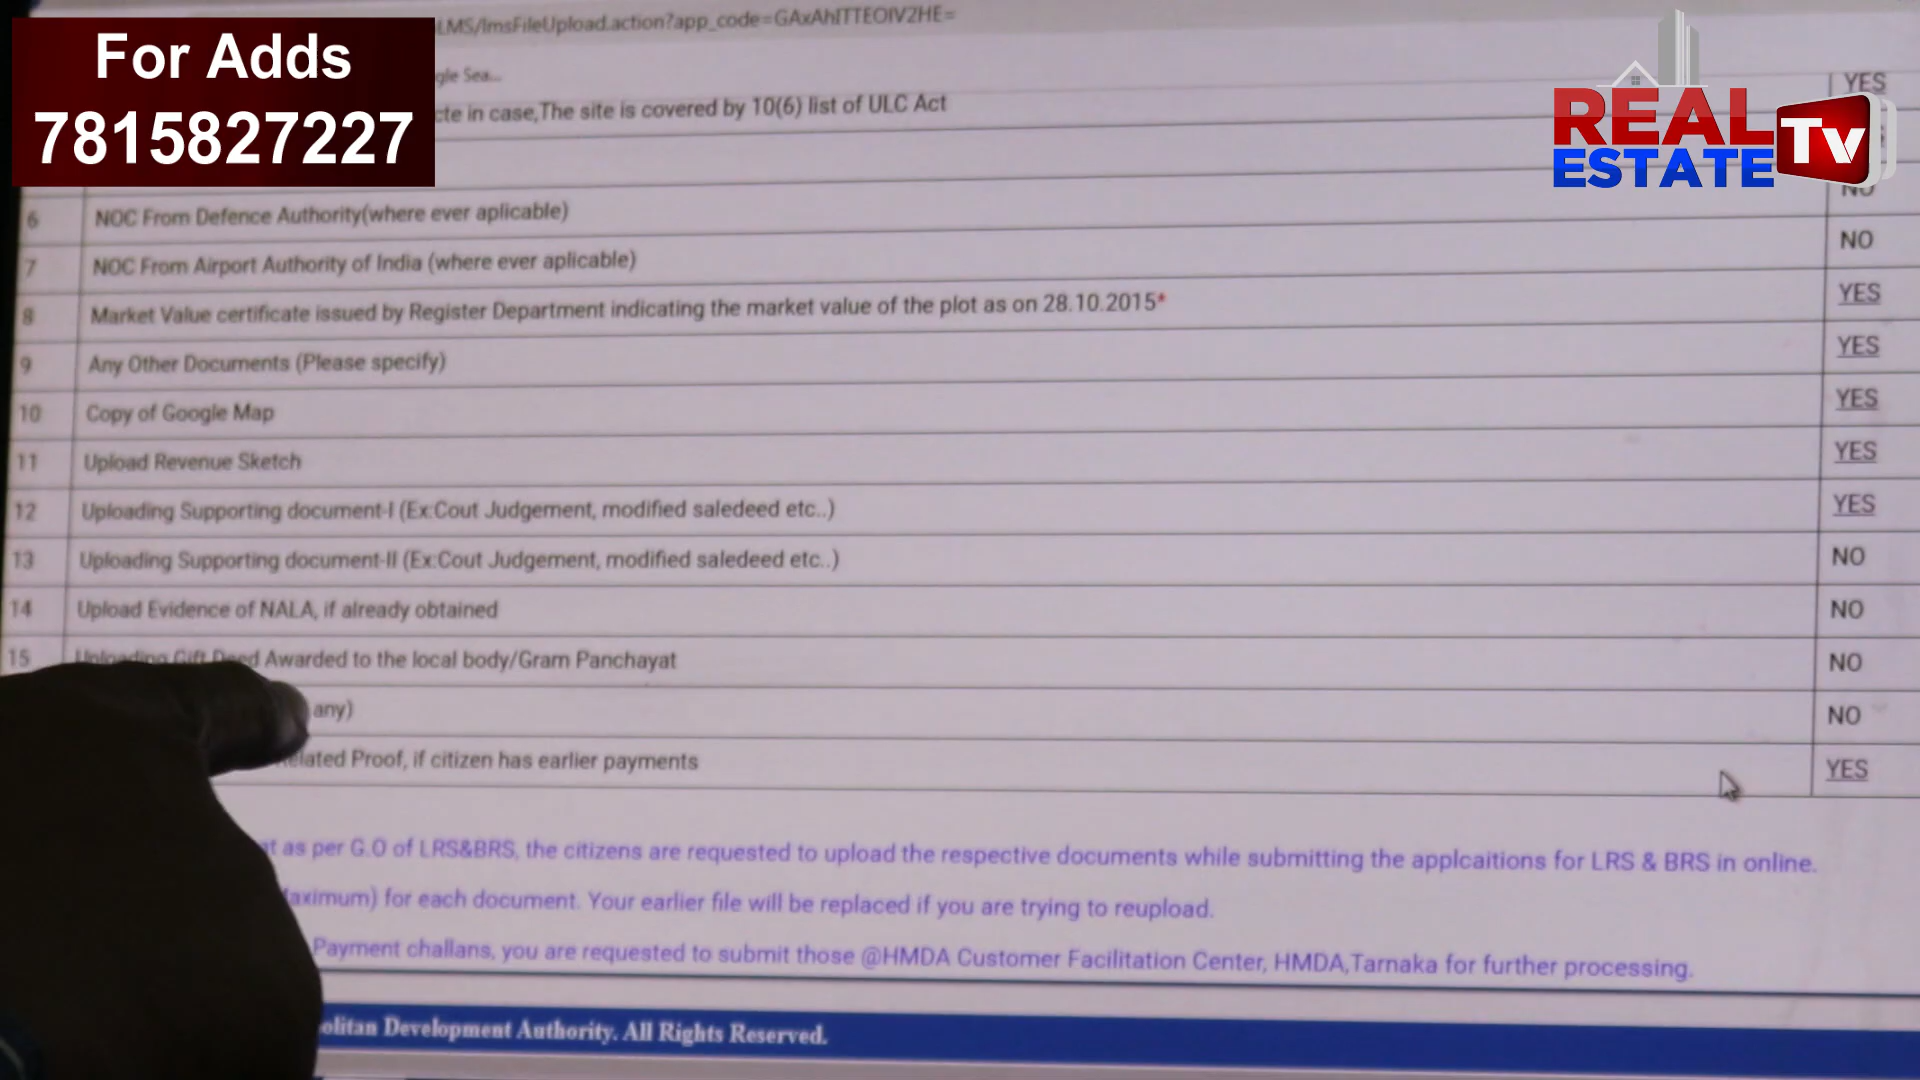 For Adds
7815827227
LMS/lmsFileUpload.action?app_code=GAxAhITTEOIV2HE=
gle Sea...
REAL
ESTATE
Tv
YES
cte in case,The site is covered by 10(6) list of ULC Act
NO
6 NOC From Defence Authority(where ever aplicable)
NO
7 NOC From Airport Authority of India (where ever aplicable)
YES
8 Market Value certificate issued by Register Department indicating the market value of the plot as on 28.10.2015*
YES
9 Any Other Documents (Please specify)
YES
10 Copy of Google Map
YES
11 Upload Revenue Sketch
YES
12 Uploading Supporting document-I (Ex:Cout Judgement, modified saledeed etc..)
NO
13 Uploading Supporting document-II (Ex:Cout Judgement, modified saledeed etc..)
NO
14 Upload Evidence of NALA, if already obtained
NO
15 Uploading Gift Deed Awarded to the local body/Gram Panchayat
NO
any)
elated Proof, if citizen has earlier payments YES
as per G.O of LRS&BRS, the citizens are requested to upload the respective documents while submitting the applcaitions for LRS & BRS in online.
aximum) for each document. Your earlier file will be replaced if you are trying to reupload.
Payment challans, you are requested to submit those @HMDA Customer Facilitation Center, HMDA,Tarnaka for further processing.
olitan Development Authority. All Rights Reserved.